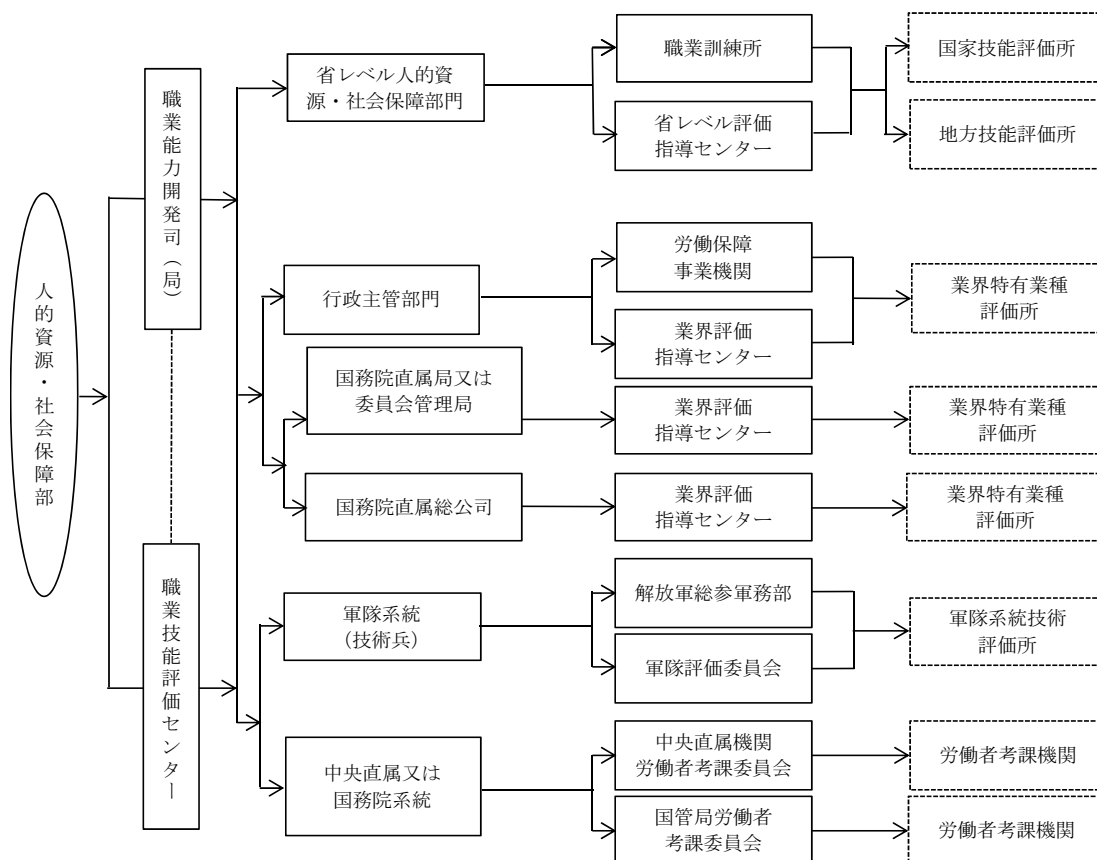 人的資源・社会保障部
職業能力開発司（局）
職業技能評価センター
省レベル人的資
源・社会保障部門
職業訓練所
省レベル評価
指導センター
国家技能評価所
地方技能評価所
行政主管部門
労働保障
事業機関
業界評価
指導センター
業界特有業種
評価所
国務院直属局又は
委員会管理局
業界評価
指導センター
業界特有業種
評価所
国務院直属総公司
業界評価
指導センター
業界特有業種
評価所
軍隊系統
（技術兵）
解放軍総参軍務部
軍隊評価委員会
軍隊系統技術
評価所
中央直属又は
国務院系統
中央直属機関
労働者考課委員会
労働者考課機関
国管局労働者
考課委員会
労働者考課機関